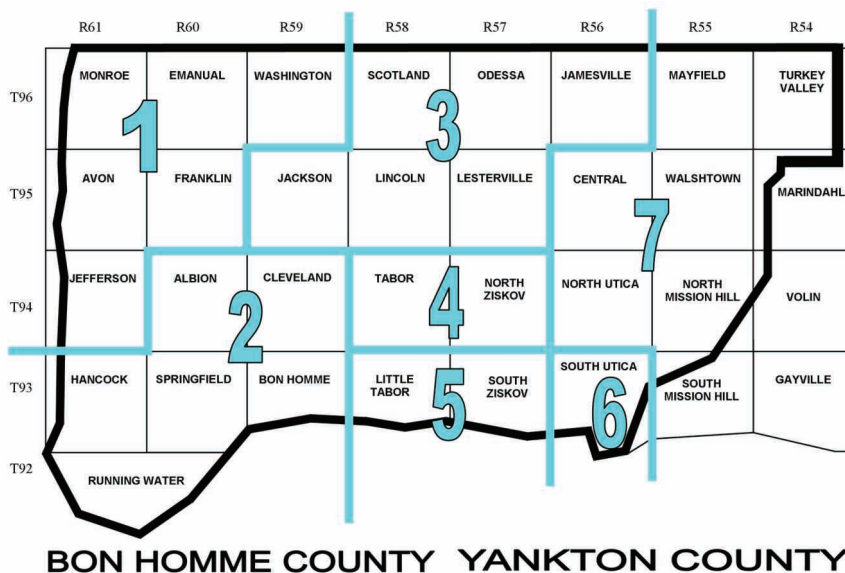 R61 R60 R59 R58 R57 R56 R55 R54
MONROE EMANUAL WASHINGTON SCOTLAND ODESSA JAMESVILLE MAYFIELD TURKEY
VALLEY
T96
1 3
AVON FRANKLIN JACKSON LINCOLN LESTERVILLE CENTRAL WALSHTOWN
T95
MARINDAHL
7
JEFFERSON ALBION CLEVELAND TABOR NORTH
ZISKOV NORTH UTICA NORTH
MISSION HILL VOLIN
T94
2 4
HANCOCK SPRINGFIELD BON HOMME LITTLE
TABOR SOUTH
ZISKOV SOUTH UTICA SOUTH
MISSION HILL GAYVILLE
T93
5 6
T92
RUNNING WATER
BON HOMME COUNTY YANKTON COUNTY